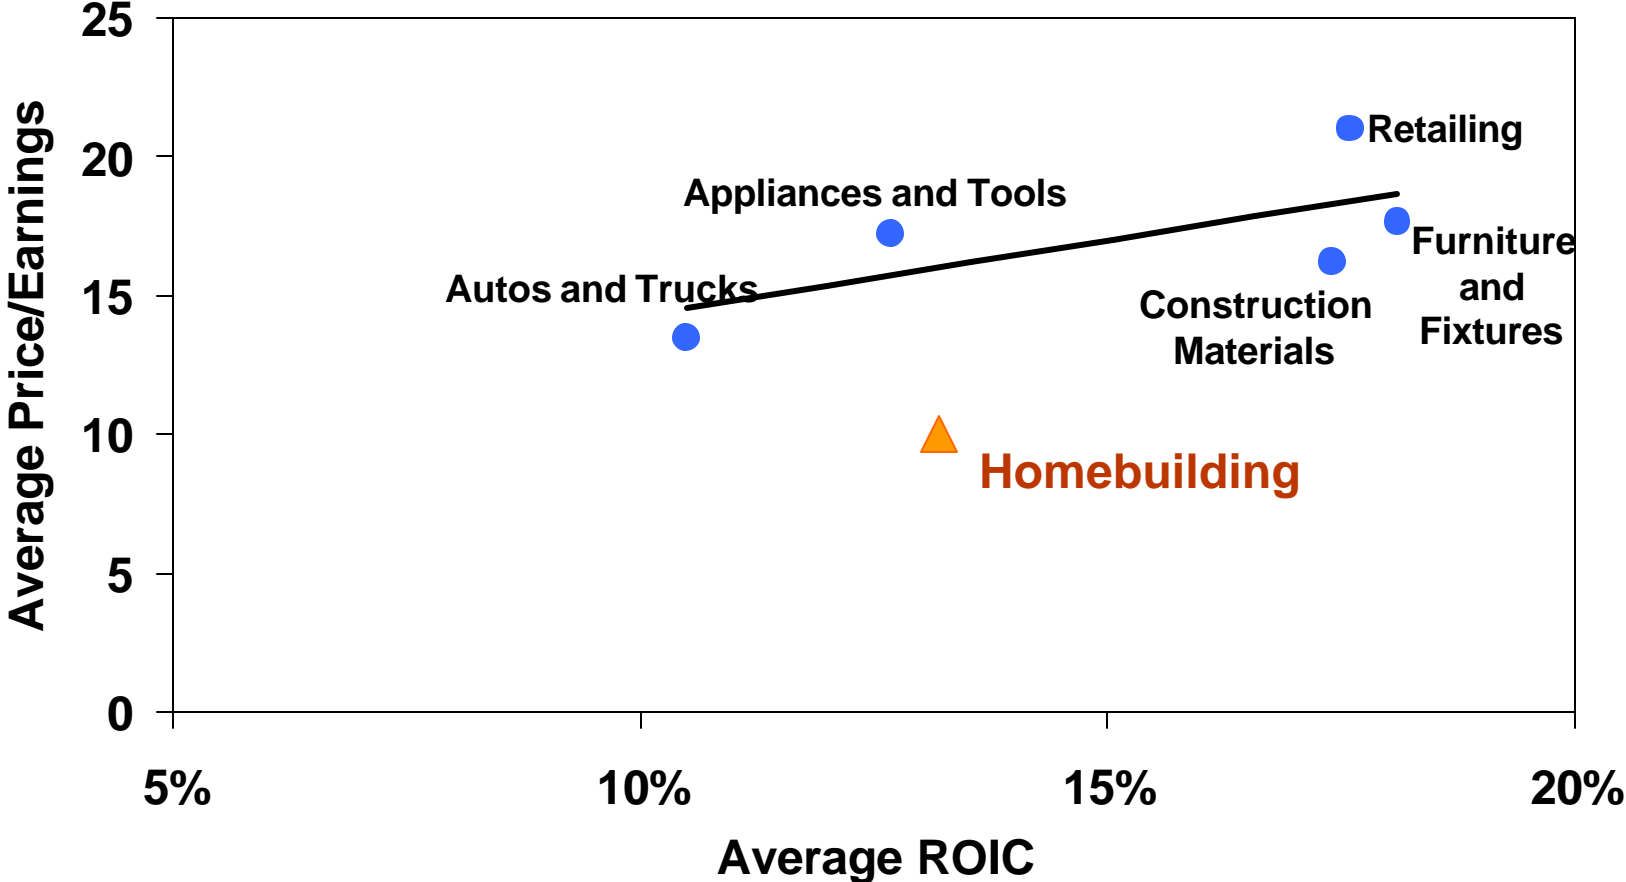 25
20
15
10
5
0
Average Price/Earnings
Retailing
Appliances and Tools
Furniture
and
Fixtures
Autos and Trucks
Construction
Materials
Homebuilding
5%
10%
15%
20%
Average ROIC